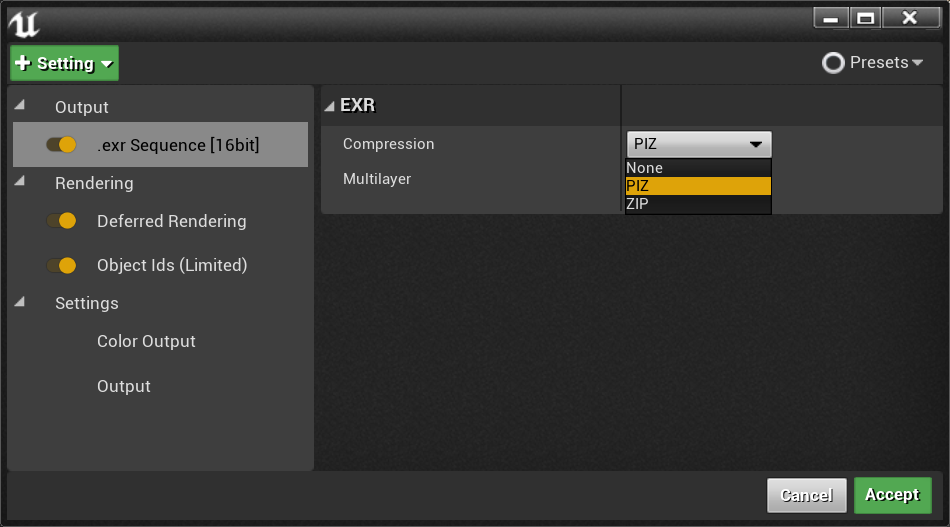 Setting
Presets
Output
.exr Sequence [16bit]
Rendering
Deferred Rendering
Object Ids (Limited)
Settings
Color Output
Output
EXR
Compression
PIZ
Multilayer
None
PIZ
ZIP
Cancel
Accept